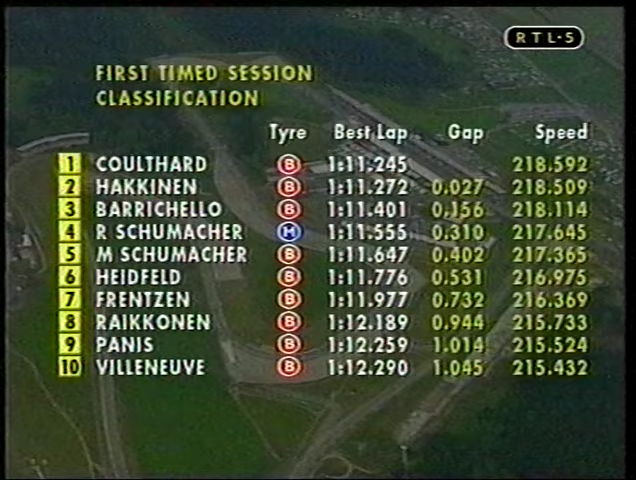 RTL-5
FIRST TIMED SESSION
CLASSIFICATION
Tyre Best Lap Gap Speed
1 COULTHARD B 1:11.245 218.592
2 HAKKINEN B 1:11.272 0.027 218.509
3 BARRICHELLO B 1:11.401 0.156 218.114
4 R SCHUMACHER M 1:11.555 0.310 217.645
5 M SCHUMACHER B 1:11.647 0.402 217.365
6 HEIDFELD B 1:11.776 0.531 216.975
7 FRENTZEN B 1:11.977 0.732 216.369
8 RAIKKONEN B 1:12.189 0.944 215.733
9 PANIS B 1:12.259 1.014 215.524
10 VILLENEUVE B 1:12.290 1.045 215.432